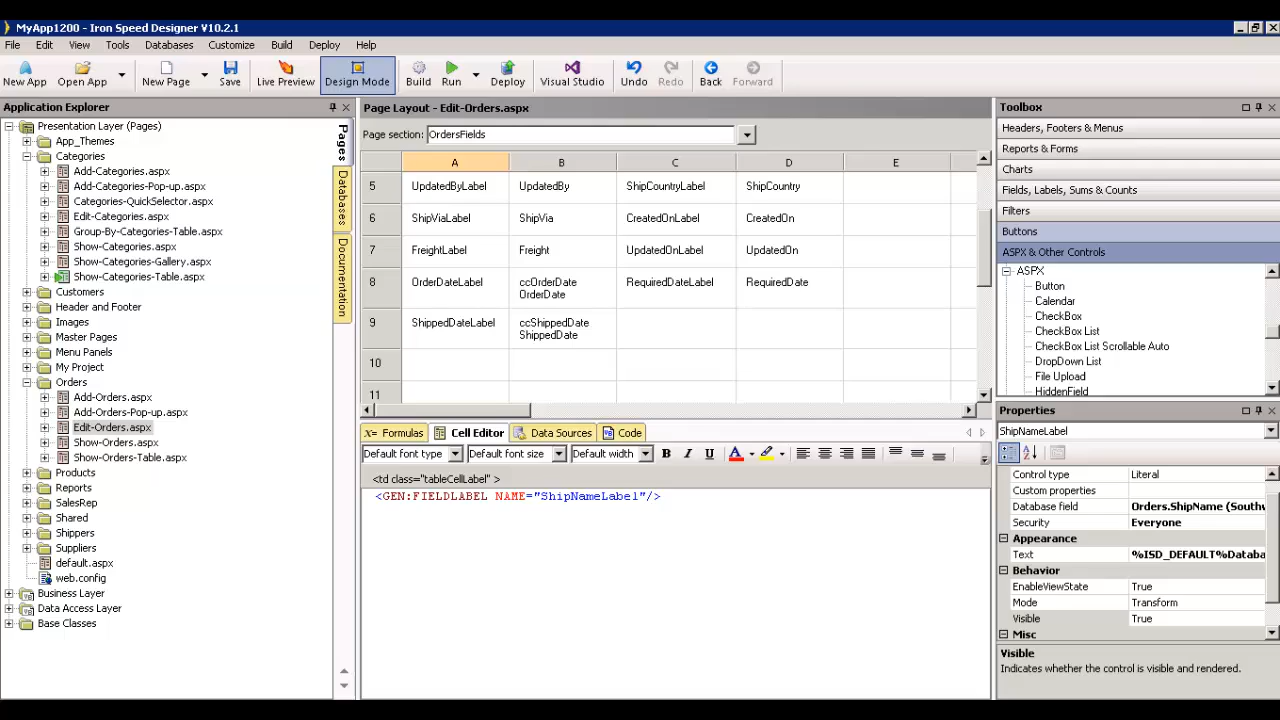 MyApp1200 - Iron Speed Designer V10.2.1
File Edit View Tools Databases Customize Build Deploy Help
New App Open App New Page Save Live Preview Design Mode Build Run Deploy Visual Studio Undo Redo Back Forward
Application Explorer
Presentation Layer (Pages)
App_Themes
Categories
Add-Categories.aspx
Add-Categories-Pop-up.aspx
Categories-QuickSelector.aspx
Edit-Categories.aspx
Group-By-Categories-Table.aspx
Show-Categories.aspx
Show-Categories-Gallery.aspx
Show-Categories-Table.aspx
Customers
Header and Footer
Images
Master Pages
Menu Panels
My Project
Orders
Add-Orders.aspx
Add-Orders-Pop-up.aspx
Edit-Orders.aspx
Show-Orders.aspx
Show-Orders-Table.aspx
Products
Reports
SalesRep
Shared
Shippers
Suppliers
default.aspx
web.config
Business Layer
Data Access Layer
Base Classes
Pages
Databases
Documentation
Page Layout - Edit-Orders.aspx
Page section: OrdersFields
A B C D E
5 UpdatedByLabel UpdatedBy ShipCountryLabel ShipCountry
6 ShipViaLabel ShipVia CreatedOnLabel CreatedOn
7 FreightLabel Freight UpdatedOnLabel UpdatedOn
8 OrderDateLabel ccOrderDate RequiredDateLabel RequiredDate
OrderDate
9 ShippedDateLabel ccShippedDate
ShippedDate
10
11
x= Formulas Cell Editor Data Sources Code
Default font type Default font size Default width B I U A
<td class="tableCellLabel" >
<GEN:FIELDLABEL NAME="ShipNameLabel"/>
Toolbox
Headers, Footers & Menus
Reports & Forms
Charts
Fields, Labels, Sums & Counts
Filters
Buttons
ASPX & Other Controls
ASPX
Button
Calendar
CheckBox
CheckBox List
CheckBox List Scrollable Auto
DropDown List
File Upload
HiddenField
Properties
ShipNameLabel
Control type Literal
Custom properties
Database field Orders.ShipName (Southw
Security Everyone
Appearance
Text %ISD_DEFAULT%Databa
Behavior
EnableViewState True
Mode Transform
Visible True
Misc
Visible
Indicates whether the control is visible and rendered.